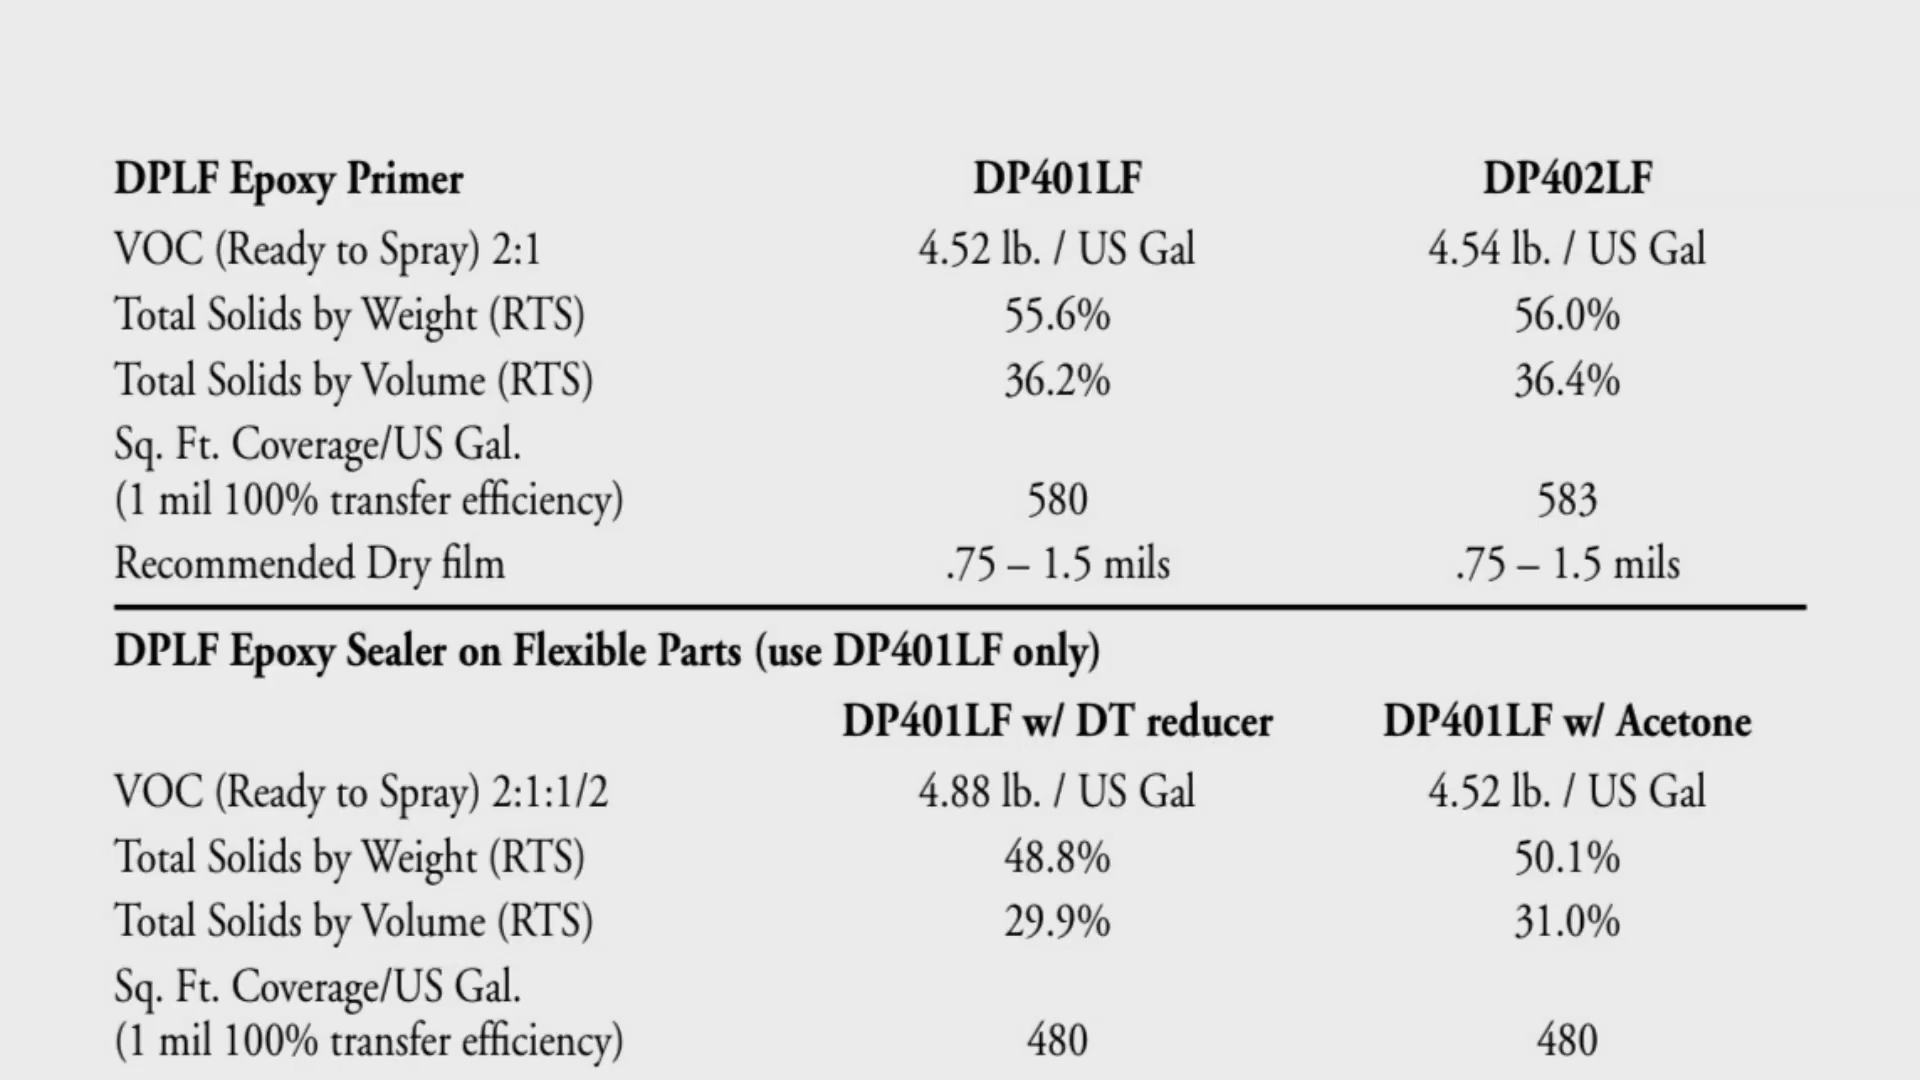 DPLF Epoxy Primer DP401LF DP402LF
VOC (Ready to Spray) 2:1 4.52 lb. / US Gal 4.54 lb. / US Gal
Total Solids by Weight (RTS) 55.6% 56.0%
Total Solids by Volume (RTS) 36.2% 36.4%
Sq. Ft. Coverage/US Gal.
(1 mil 100% transfer efficiency) 580 583
Recommended Dry film .75 – 1.5 mils .75 – 1.5 mils
DPLF Epoxy Sealer on Flexible Parts (use DP401LF only)
DP401LF w/ DT reducer DP401LF w/ Acetone
VOC (Ready to Spray) 2:1:1/2 4.88 lb. / US Gal 4.52 lb. / US Gal
Total Solids by Weight (RTS) 48.8% 50.1%
Total Solids by Volume (RTS) 29.9% 31.0%
Sq. Ft. Coverage/US Gal.
(1 mil 100% transfer efficiency) 480 480